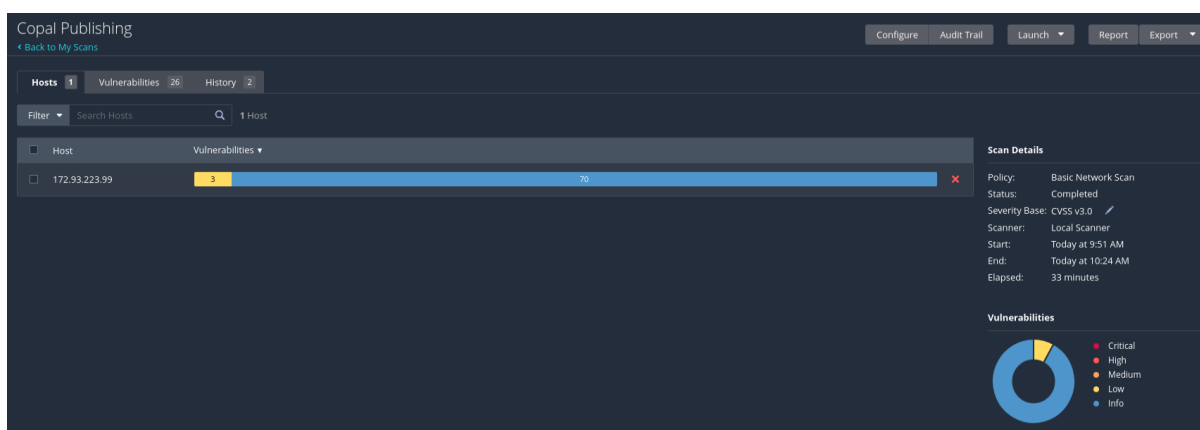 Copal Publishing
Back to My Scans
Configure Audit Trail Launch Report Export
Hosts 1 Vulnerabilities 26 History 2
Filter Search Hosts 1 Host
Host Vulnerabilities
172.93.223.99 3 70
Scan Details
Policy: Basic Network Scan
Status: Completed
Severity Base: CVSS v3.0
Scanner: Local Scanner
Start: Today at 9:51 AM
End: Today at 10:24 AM
Elapsed: 33 minutes
Vulnerabilities
Critical
High
Medium
Low
Info